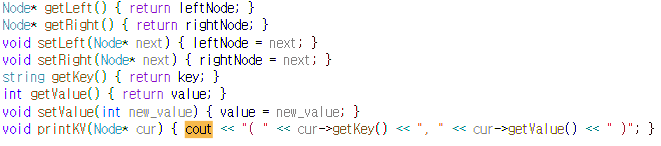 Node* getLeft() { return leftNode; }
Node* getRight() { return rightNode; }
void setLeft(Node* next) { leftNode = next; }
void setRight(Node* next) { rightNode = next; }
string getKey() { return key; }
int getValue() { return value; }
void setValue(int new_value) { value = new_value; }
void printKV(Node* cur) { cout << "( " << cur->getKey() << ", " << cur->getValue() << " )"; }